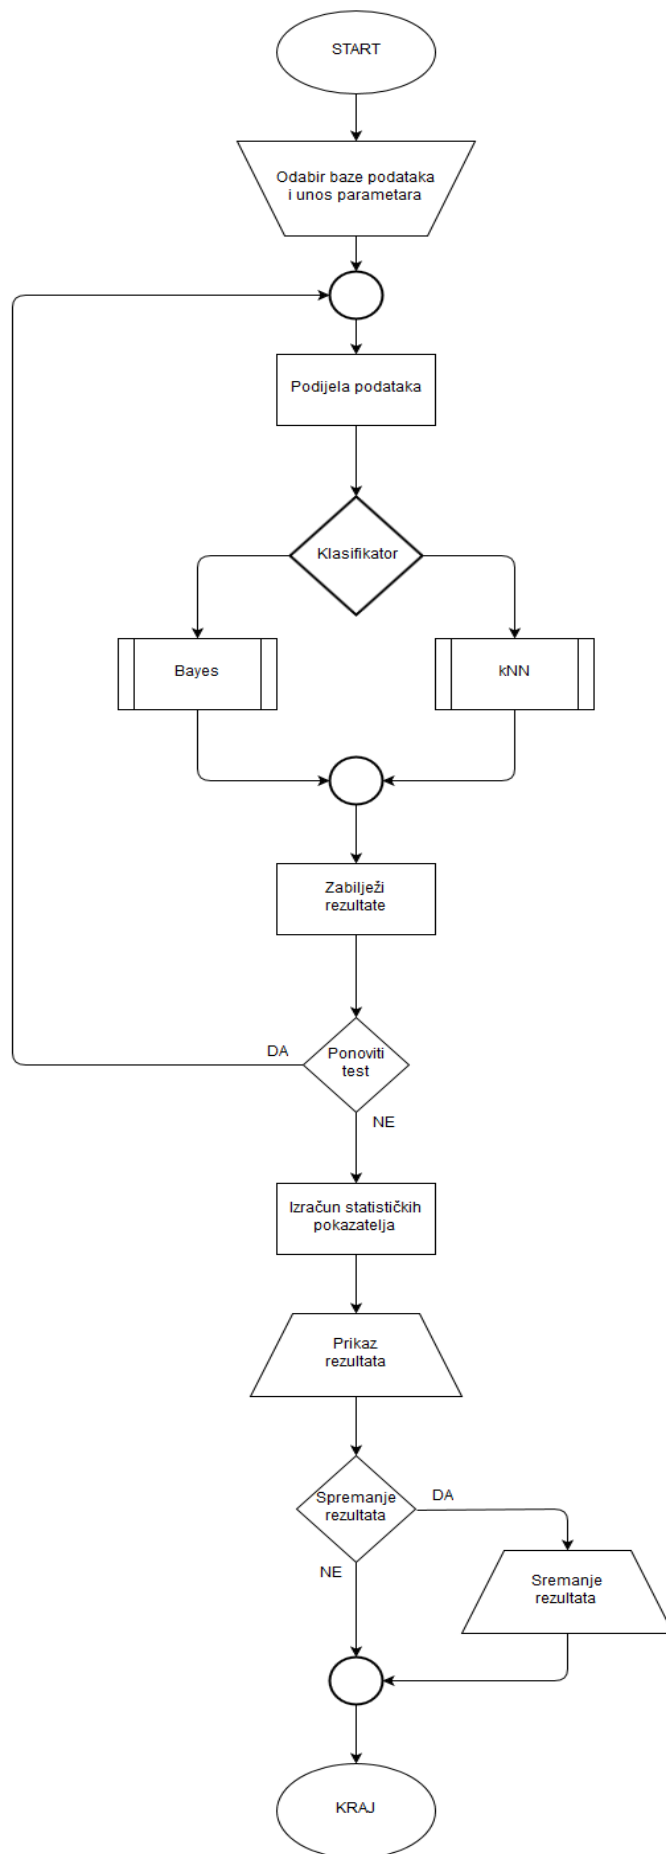 START
Odabir baze podataka
i unos parametara
Podijela podataka
Klasifikator
Bayes
kNN
Zabilježi
rezultate
DA
Ponoviti
test
NE
Izračun statističkih
pokazatelja
Prikaz
rezultata
Spremanje
rezultata
DA
NE
Sremanje
rezultata
KRAJ